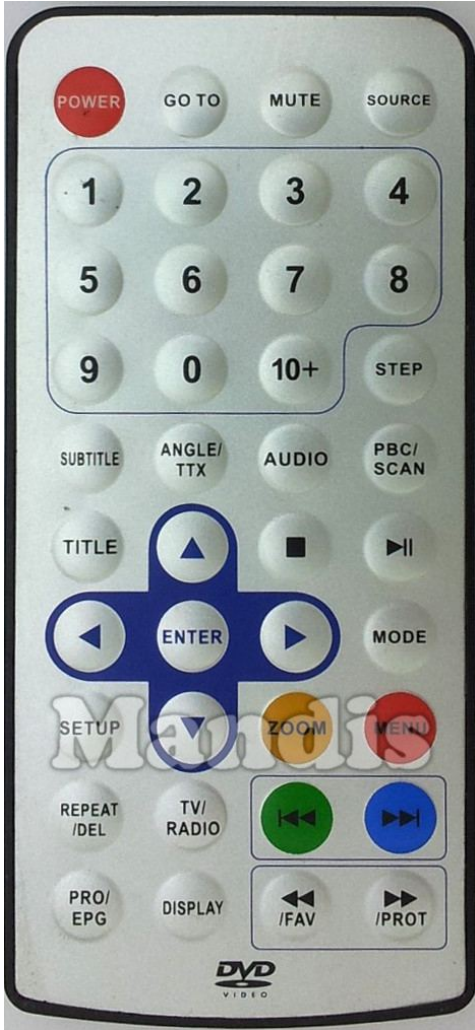 POWER GO TO MUTE SOURCE
1 2 3 4
5 6 7 8
9 0 10+ STEP
SUBTITLE ANGLE/ AUDIO PBC/
TTX SCAN
TITLE
ENTER MODE
SETUP ZOOM MENU
Mandis
REPEAT TV/
/DEL RADIO
PRO/ DISPLAY
EPG /FAV /PROT
DVD
VIDEO